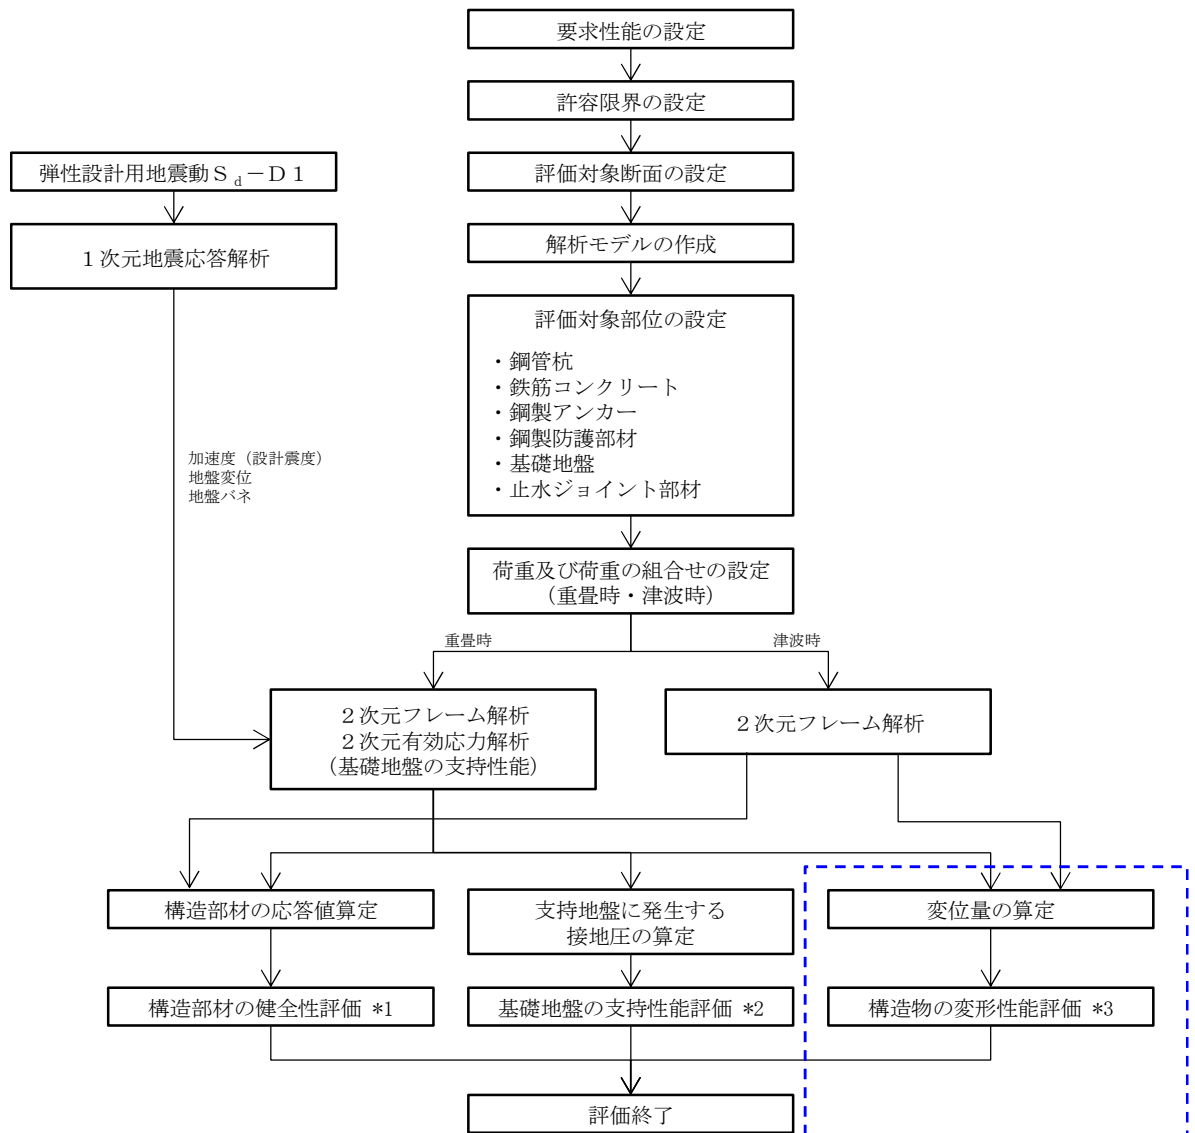 要求性能の設定
許容限界の設定
評価対象断面の設定
解析モデルの作成
弾性設計用地震動Ｓd－Ｄ１
１次元地震応答解析
評価対象部位の設定
・鋼管杭
・鉄筋コンクリート
・鋼製アンカー
・鋼製防護部材
・基礎地盤
・止水ジョイント部材
加速度（設計震度）
地盤変位
地盤バネ
荷重及び荷重の組合せの設定
（重畳時・津波時）
重畳時
津波時
２次元フレーム解析
２次元有効応力解析
（基礎地盤の支持性能）
２次元フレーム解析
構造部材の応答値算定
支持地盤に発生する
接地圧の算定
変位量の算定
構造部材の健全性評価 *1
基礎地盤の支持性能評価 *2
構造物の変形性能評価 *3
評価終了